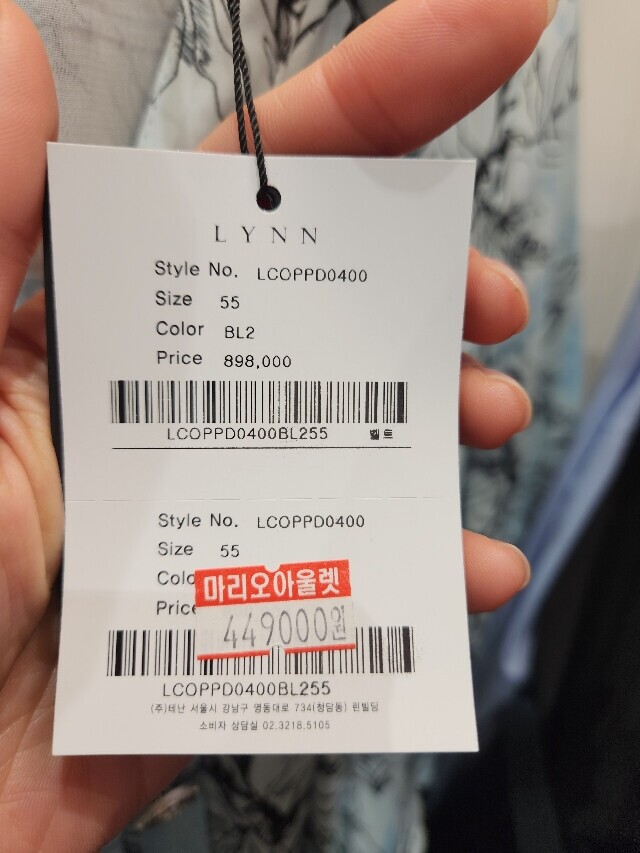 LYNN
Style No. LCOPPD0400
Size 55
Color BL2
Price 898,000
LCOPPD0400BL255 벨트
Style No. LCOPPD0400
Size 55
Colo
마리오아울렛
Price
449000원
LCOPPD0400BL255
(주)테난 서울시 강남구 영동대로 734(청담동) 린빌딩
소비자 상담실 02.3218.5105